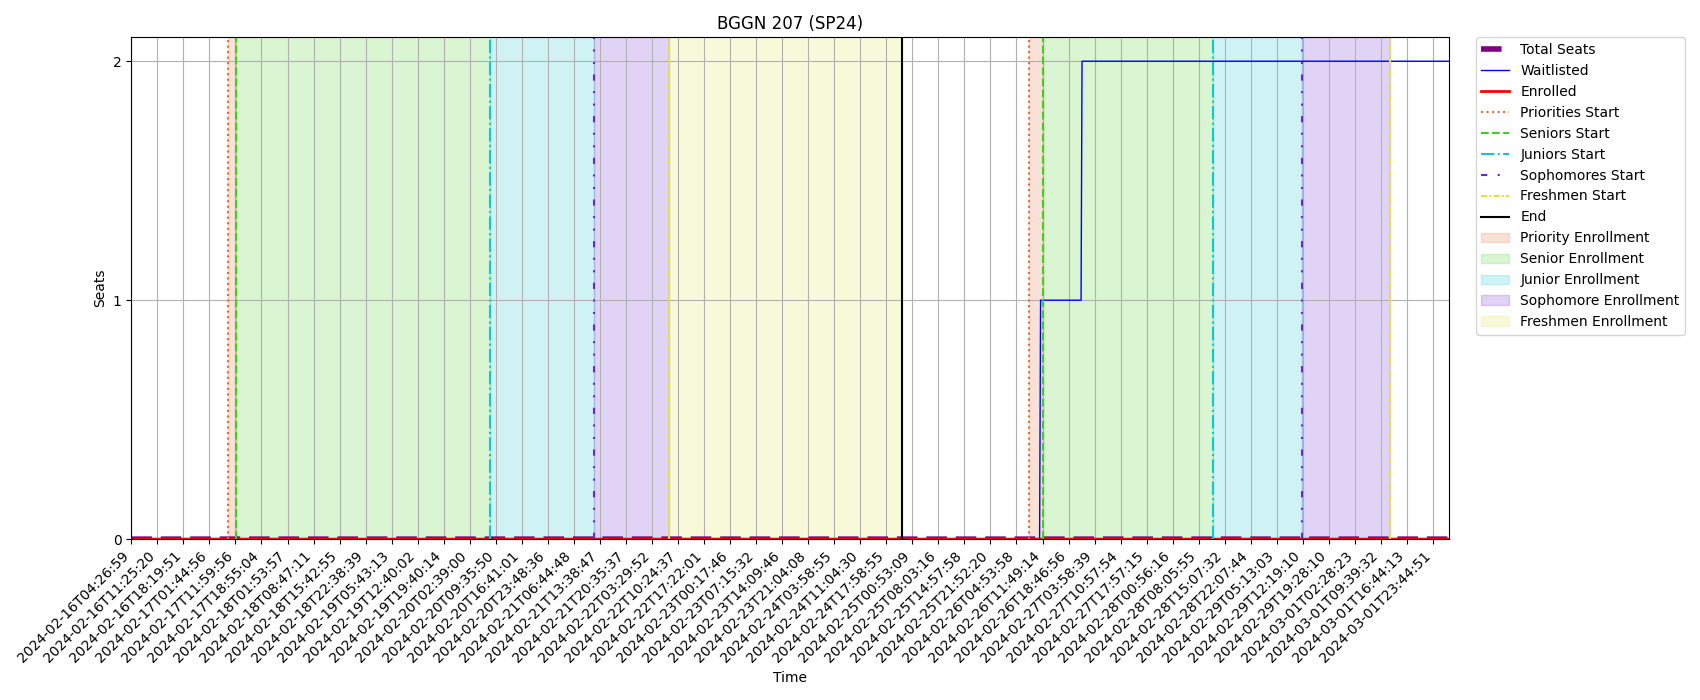 BGGN 207 (SP24)
Seats
2
1
0
2024-02-16T04:26:59
2024-02-16T11:25:20
2024-02-16T18:19:51
2024-02-17T01:44:56
2024-02-17T11:59:56
2024-02-17T18:55:04
2024-02-18T01:53:57
2024-02-18T08:47:11
2024-02-18T15:42:55
2024-02-18T22:38:39
2024-02-19T05:43:13
2024-02-19T12:40:02
2024-02-19T19:40:14
2024-02-20T02:39:00
2024-02-20T09:35:50
2024-02-20T16:41:01
2024-02-20T23:48:36
2024-02-21T06:44:48
2024-02-21T13:38:47
2024-02-21T20:35:37
2024-02-22T03:29:52
2024-02-22T10:24:37
2024-02-22T17:22:01
2024-02-23T00:17:46
2024-02-23T07:15:32
2024-02-23T14:09:46
2024-02-23T21:04:08
2024-02-24T03:58:55
2024-02-24T11:04:30
2024-02-24T17:58:55
2024-02-25T00:53:09
2024-02-25T08:03:16
2024-02-25T14:57:58
2024-02-25T21:52:20
2024-02-26T04:53:58
2024-02-26T11:49:14
2024-02-26T18:46:56
2024-02-27T03:58:39
2024-02-27T10:57:54
2024-02-27T17:57:15
2024-02-28T00:56:16
2024-02-28T08:05:55
2024-02-28T15:07:32
2024-02-28T22:07:44
2024-02-29T05:13:03
2024-02-29T12:19:10
2024-02-29T19:28:10
2024-03-01T02:28:23
2024-03-01T09:39:32
2024-03-01T16:44:13
2024-03-01T23:44:51
Time
Total Seats
Waitlisted
Enrolled
Priorities Start
Seniors Start
Juniors Start
Sophomores Start
Freshmen Start
End
Priority Enrollment
Senior Enrollment
Junior Enrollment
Sophomore Enrollment
Freshmen Enrollment